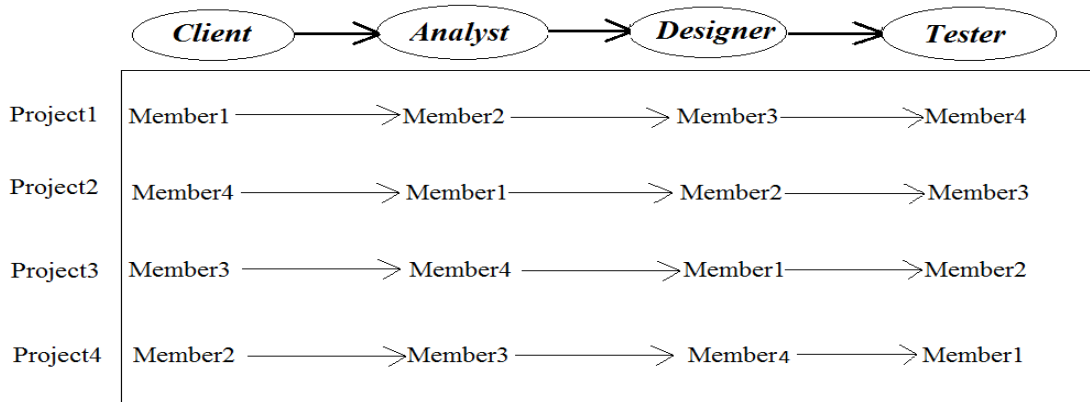 Client Analyst Designer Tester
Project1 Member1 Member2 Member3 Member4
Project2 Member4 Member1 Member2 Member3
Project3 Member3 Member4 Member1 Member2
Project4 Member2 Member3 Member4 Member1